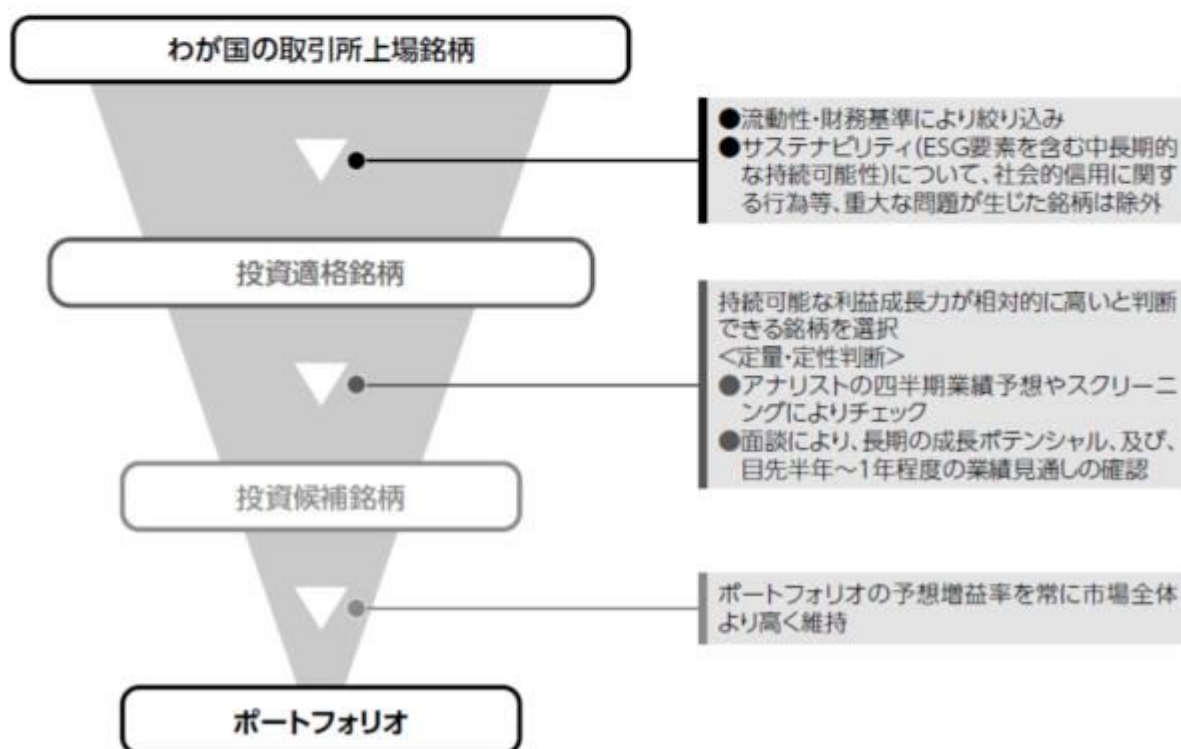 わが国の取引所上場銘柄
●流動性・財務基準により絞り込み
●サステナビリティ(ESG要素を含む中長期的
な持続可能性)について、社会的信用に関す
る行為等、重大な問題が生じた銘柄は除外
投資適格銘柄
持続可能な利益成長力が相対的に高いと判断
できる銘柄を選択
<定量・定性判断>
●アナリストの四半期業績予想やスクリーニ
ングによりチェック
●面談により、長期の成長ポテンシャル、及び、
目先半年～1年程度の業績見通しの確認
投資候補銘柄
ポートフォリオの予想増益率を常に市場全体
より高く維持
ポートフォリオ